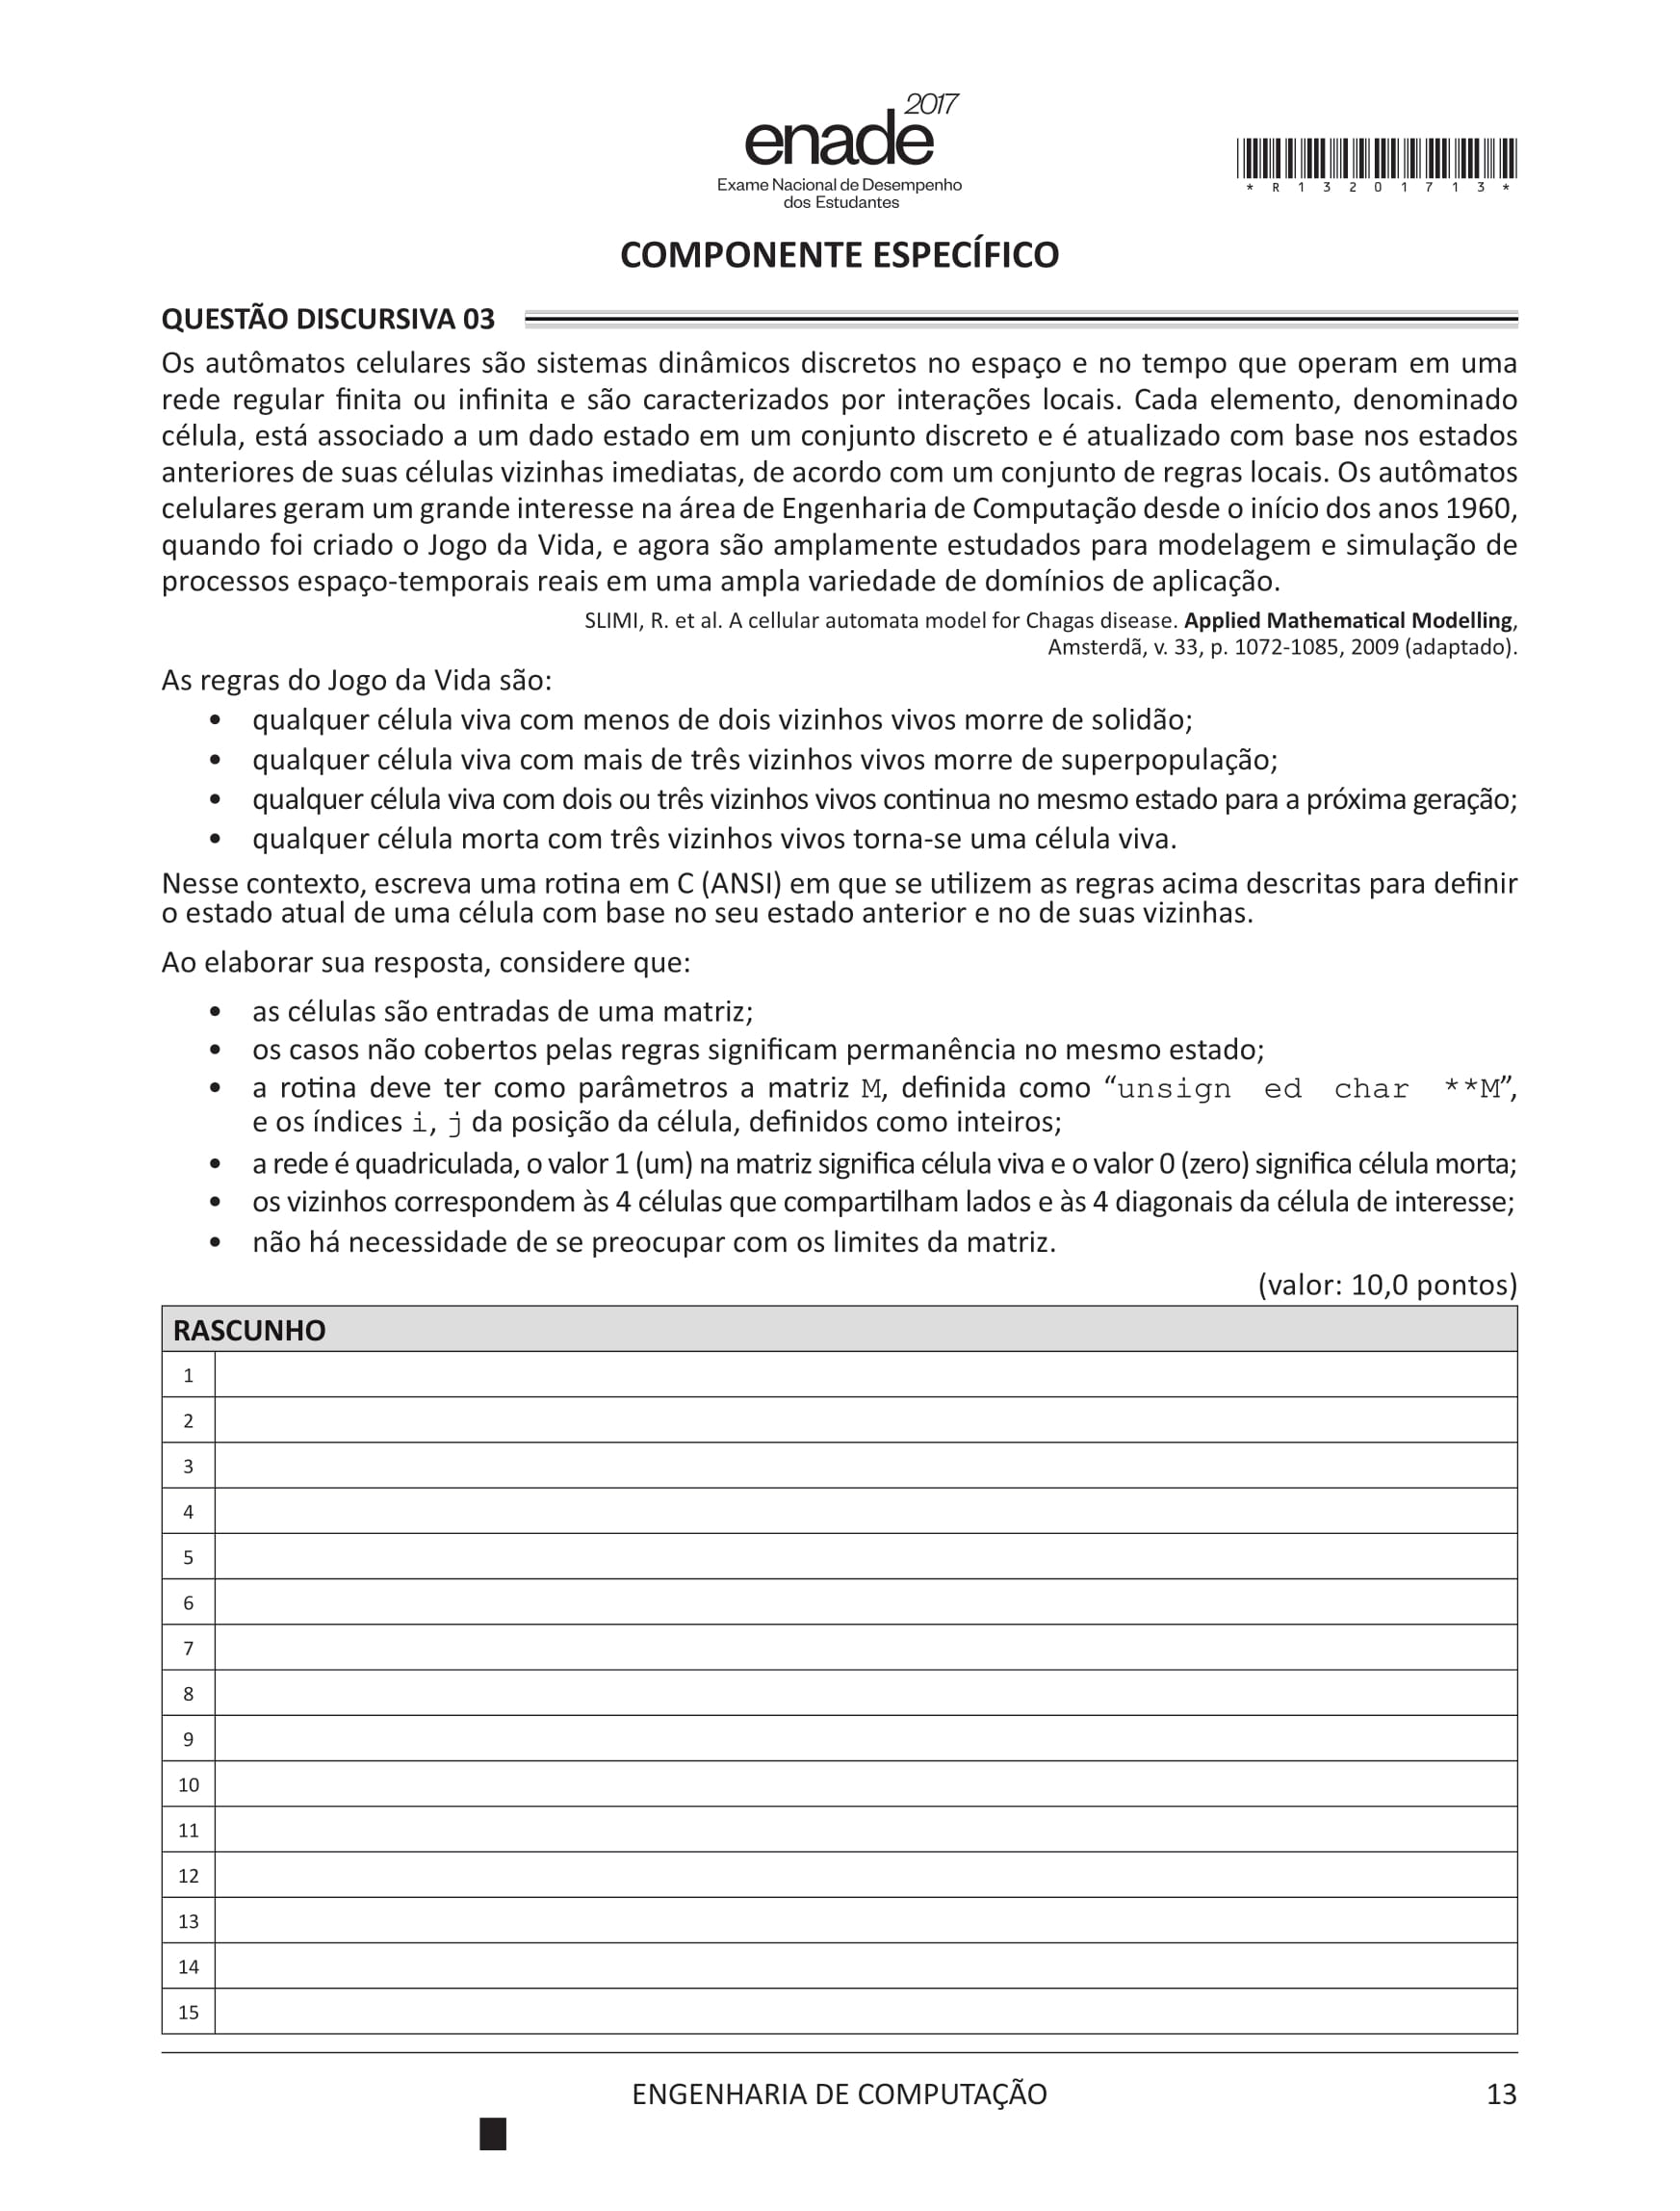 2017
enade
Exame Nacional de Desempenho
dos Estudantes
* R 1 3 2 0 1 7 1 3 *
COMPONENTE ESPECÍFICO
QUESTÃO DISCURSIVA 03
Os autômatos celulares são sistemas dinâmicos discretos no espaço e no tempo que operam em uma
rede regular finita ou infinita e são caracterizados por interações locais. Cada elemento, denominado
célula, está associado a um dado estado em um conjunto discreto e é atualizado com base nos estados
anteriores de suas células vizinhas imediatas, de acordo com um conjunto de regras locais. Os autômatos
celulares geram um grande interesse na área de Engenharia de Computação desde o início dos anos 1960,
quando foi criado o Jogo da Vida, e agora são amplamente estudados para modelagem e simulação de
processos espaço-temporais reais em uma ampla variedade de domínios de aplicação.
SLIMI, R. et al. A cellular automata model for Chagas disease. Applied Mathematical Modelling,
Amsterdã, v. 33, p. 1072-1085, 2009 (adaptado).
As regras do Jogo da Vida são:
• qualquer célula viva com menos de dois vizinhos vivos morre de solidão;
• qualquer célula viva com mais de três vizinhos vivos morre de superpopulação;
• qualquer célula viva com dois ou três vizinhos vivos continua no mesmo estado para a próxima geração;
• qualquer célula morta com três vizinhos vivos torna-se uma célula viva.
Nesse contexto, escreva uma rotina em C (ANSI) em que se utilizem as regras acima descritas para definir
o estado atual de uma célula com base no seu estado anterior e no de suas vizinhas.
Ao elaborar sua resposta, considere que:
• as células são entradas de uma matriz;
• os casos não cobertos pelas regras significam permanência no mesmo estado;
• a rotina deve ter como parâmetros a matriz M, definida como “unsign ed char **M”,
e os índices i, j da posição da célula, definidos como inteiros;
• a rede é quadriculada, o valor 1 (um) na matriz significa célula viva e o valor 0 (zero) significa célula morta;
• os vizinhos correspondem às 4 células que compartilham lados e às 4 diagonais da célula de interesse;
• não há necessidade de se preocupar com os limites da matriz.
(valor: 10,0 pontos)
RASCUNHO
1
2
3
4
5
6
7
8
9
10
11
12
13
14
15
ENGENHARIA DE COMPUTAÇÃO 13